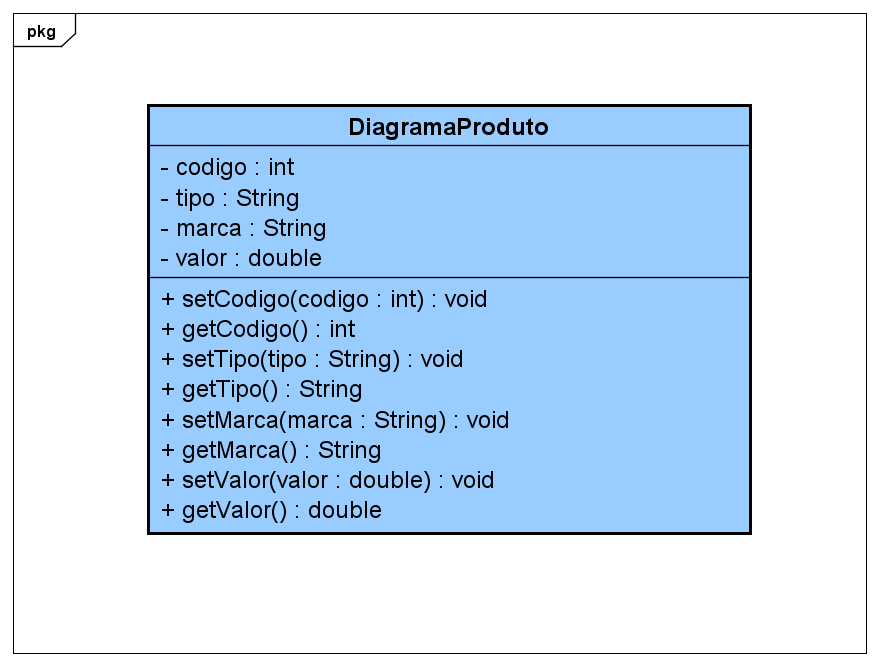 pkg
DiagramaProduto
- codigo : int
- tipo : String
- marca : String
- valor : double
+ setCodigo(codigo : int) : void
+ getCodigo() : int
+ setTipo(tipo : String) : void
+ getTipo() : String
+ setMarca(marca : String) : void
+ getMarca() : String
+ setValor(valor : double) : void
+ getValor() : double